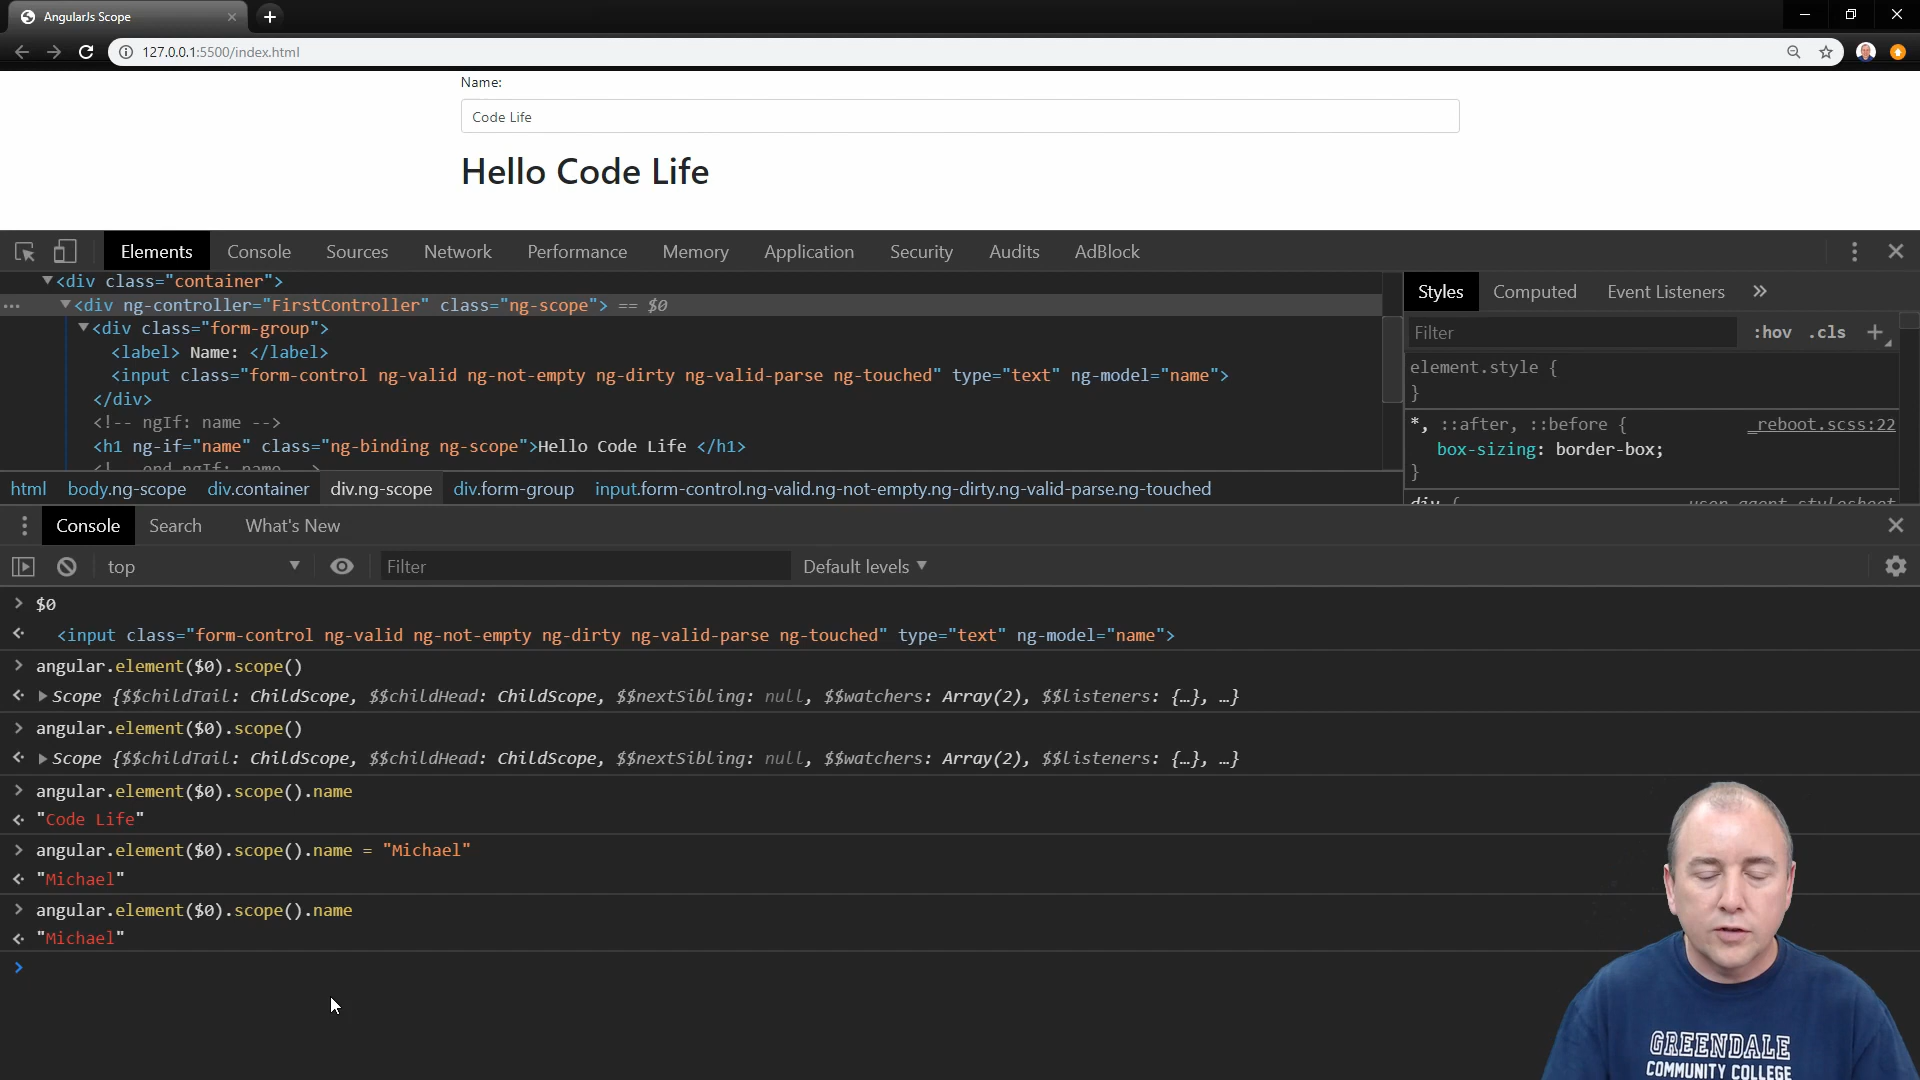 AngularJs Scope
127.0.0.1:5500/index.html
Name:
Code Life
Hello Code Life
Elements Console Sources Network Performance Memory Application Security Audits AdBlock
<div class="container">
<div ng-controller="FirstController" class="ng-scope"> == $0
<div class="form-group">
<label> Name: </label>
<input class="form-control ng-valid ng-not-empty ng-dirty ng-valid-parse ng-touched" type="text" ng-model="name">
</div>
<!-- ngIf: name -->
<h1 ng-if="name" class="ng-binding ng-scope">Hello Code Life </h1>
<!-- end ngIf: name -->
html body.ng-scope div.container div.ng-scope div.form-group input.form-control.ng-valid.ng-not-empty.ng-dirty.ng-valid-parse.ng-touched
Styles Computed Event Listeners
Filter :hov .cls
element.style {
}
*, ::after, ::before { _reboot.scss:22
box-sizing: border-box;
}
div { user agent stylesheet
Console Search What's New
top Filter Default levels
$0
<input class="form-control ng-valid ng-not-empty ng-dirty ng-valid-parse ng-touched" type="text" ng-model="name">
angular.element($0).scope()
Scope {$$childTail: ChildScope, $$childHead: ChildScope, $$nextSibling: null, $$watchers: Array(2), $$listeners: {…}, …}
angular.element($0).scope()
Scope {$$childTail: ChildScope, $$childHead: ChildScope, $$nextSibling: null, $$watchers: Array(2), $$listeners: {…}, …}
angular.element($0).scope().name
"Code Life"
angular.element($0).scope().name = "Michael"
"Michael"
angular.element($0).scope().name
"Michael"
GREENDALE
COMMUNITY COLLEGE